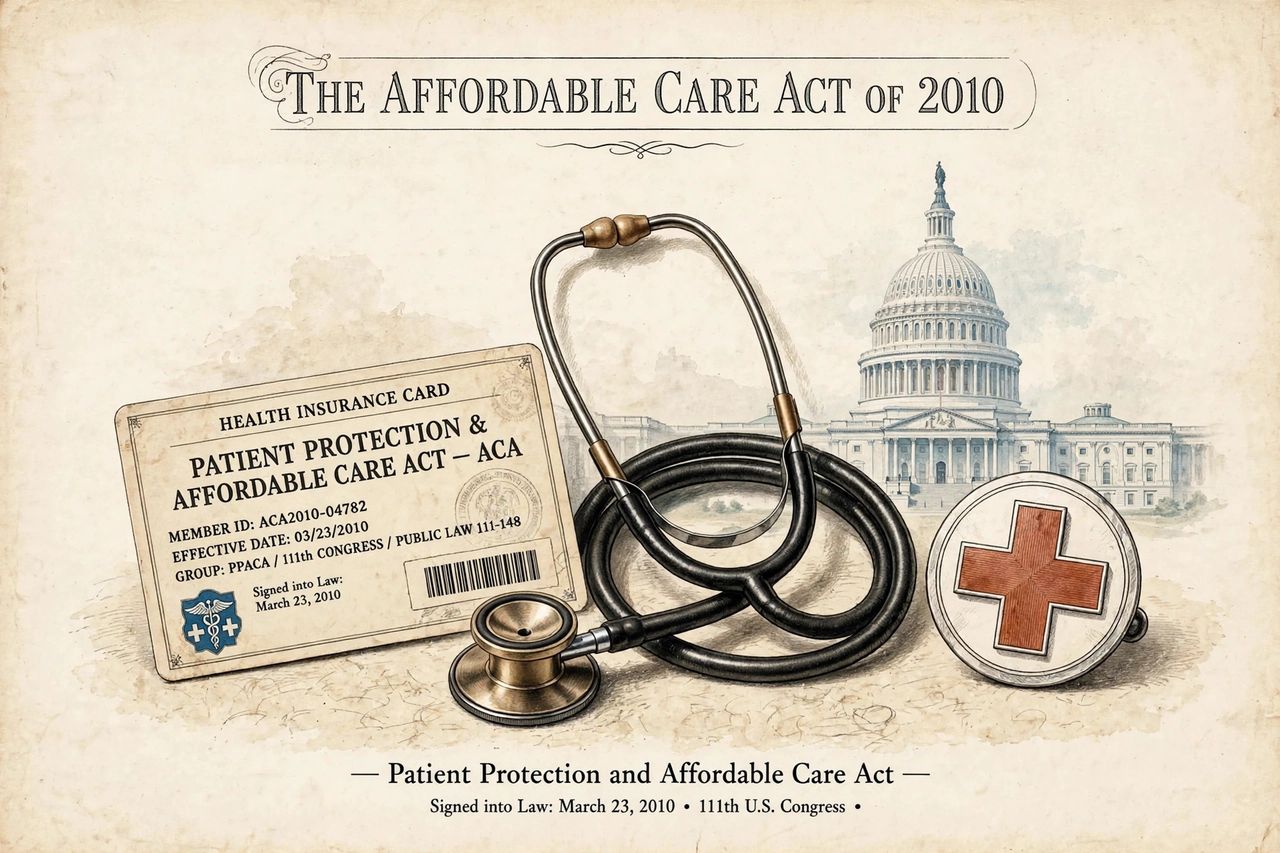 THE AFFORDABLE CARE ACT OF 2010
HEALTH INSURANCE CARD
PATIENT PROTECTION &
AFFORDABLE CARE ACT – ACA
MEMBER ID: ACA2010-04782
EFFECTIVE DATE: 03/23/2010
GROUP: PPACA / 111th CONGRESS / PUBLIC LAW 111-148
Signed into Law:
March 23, 2010
— Patient Protection and Affordable Care Act —
Signed into Law: March 23, 2010 • 111th U.S. Congress •